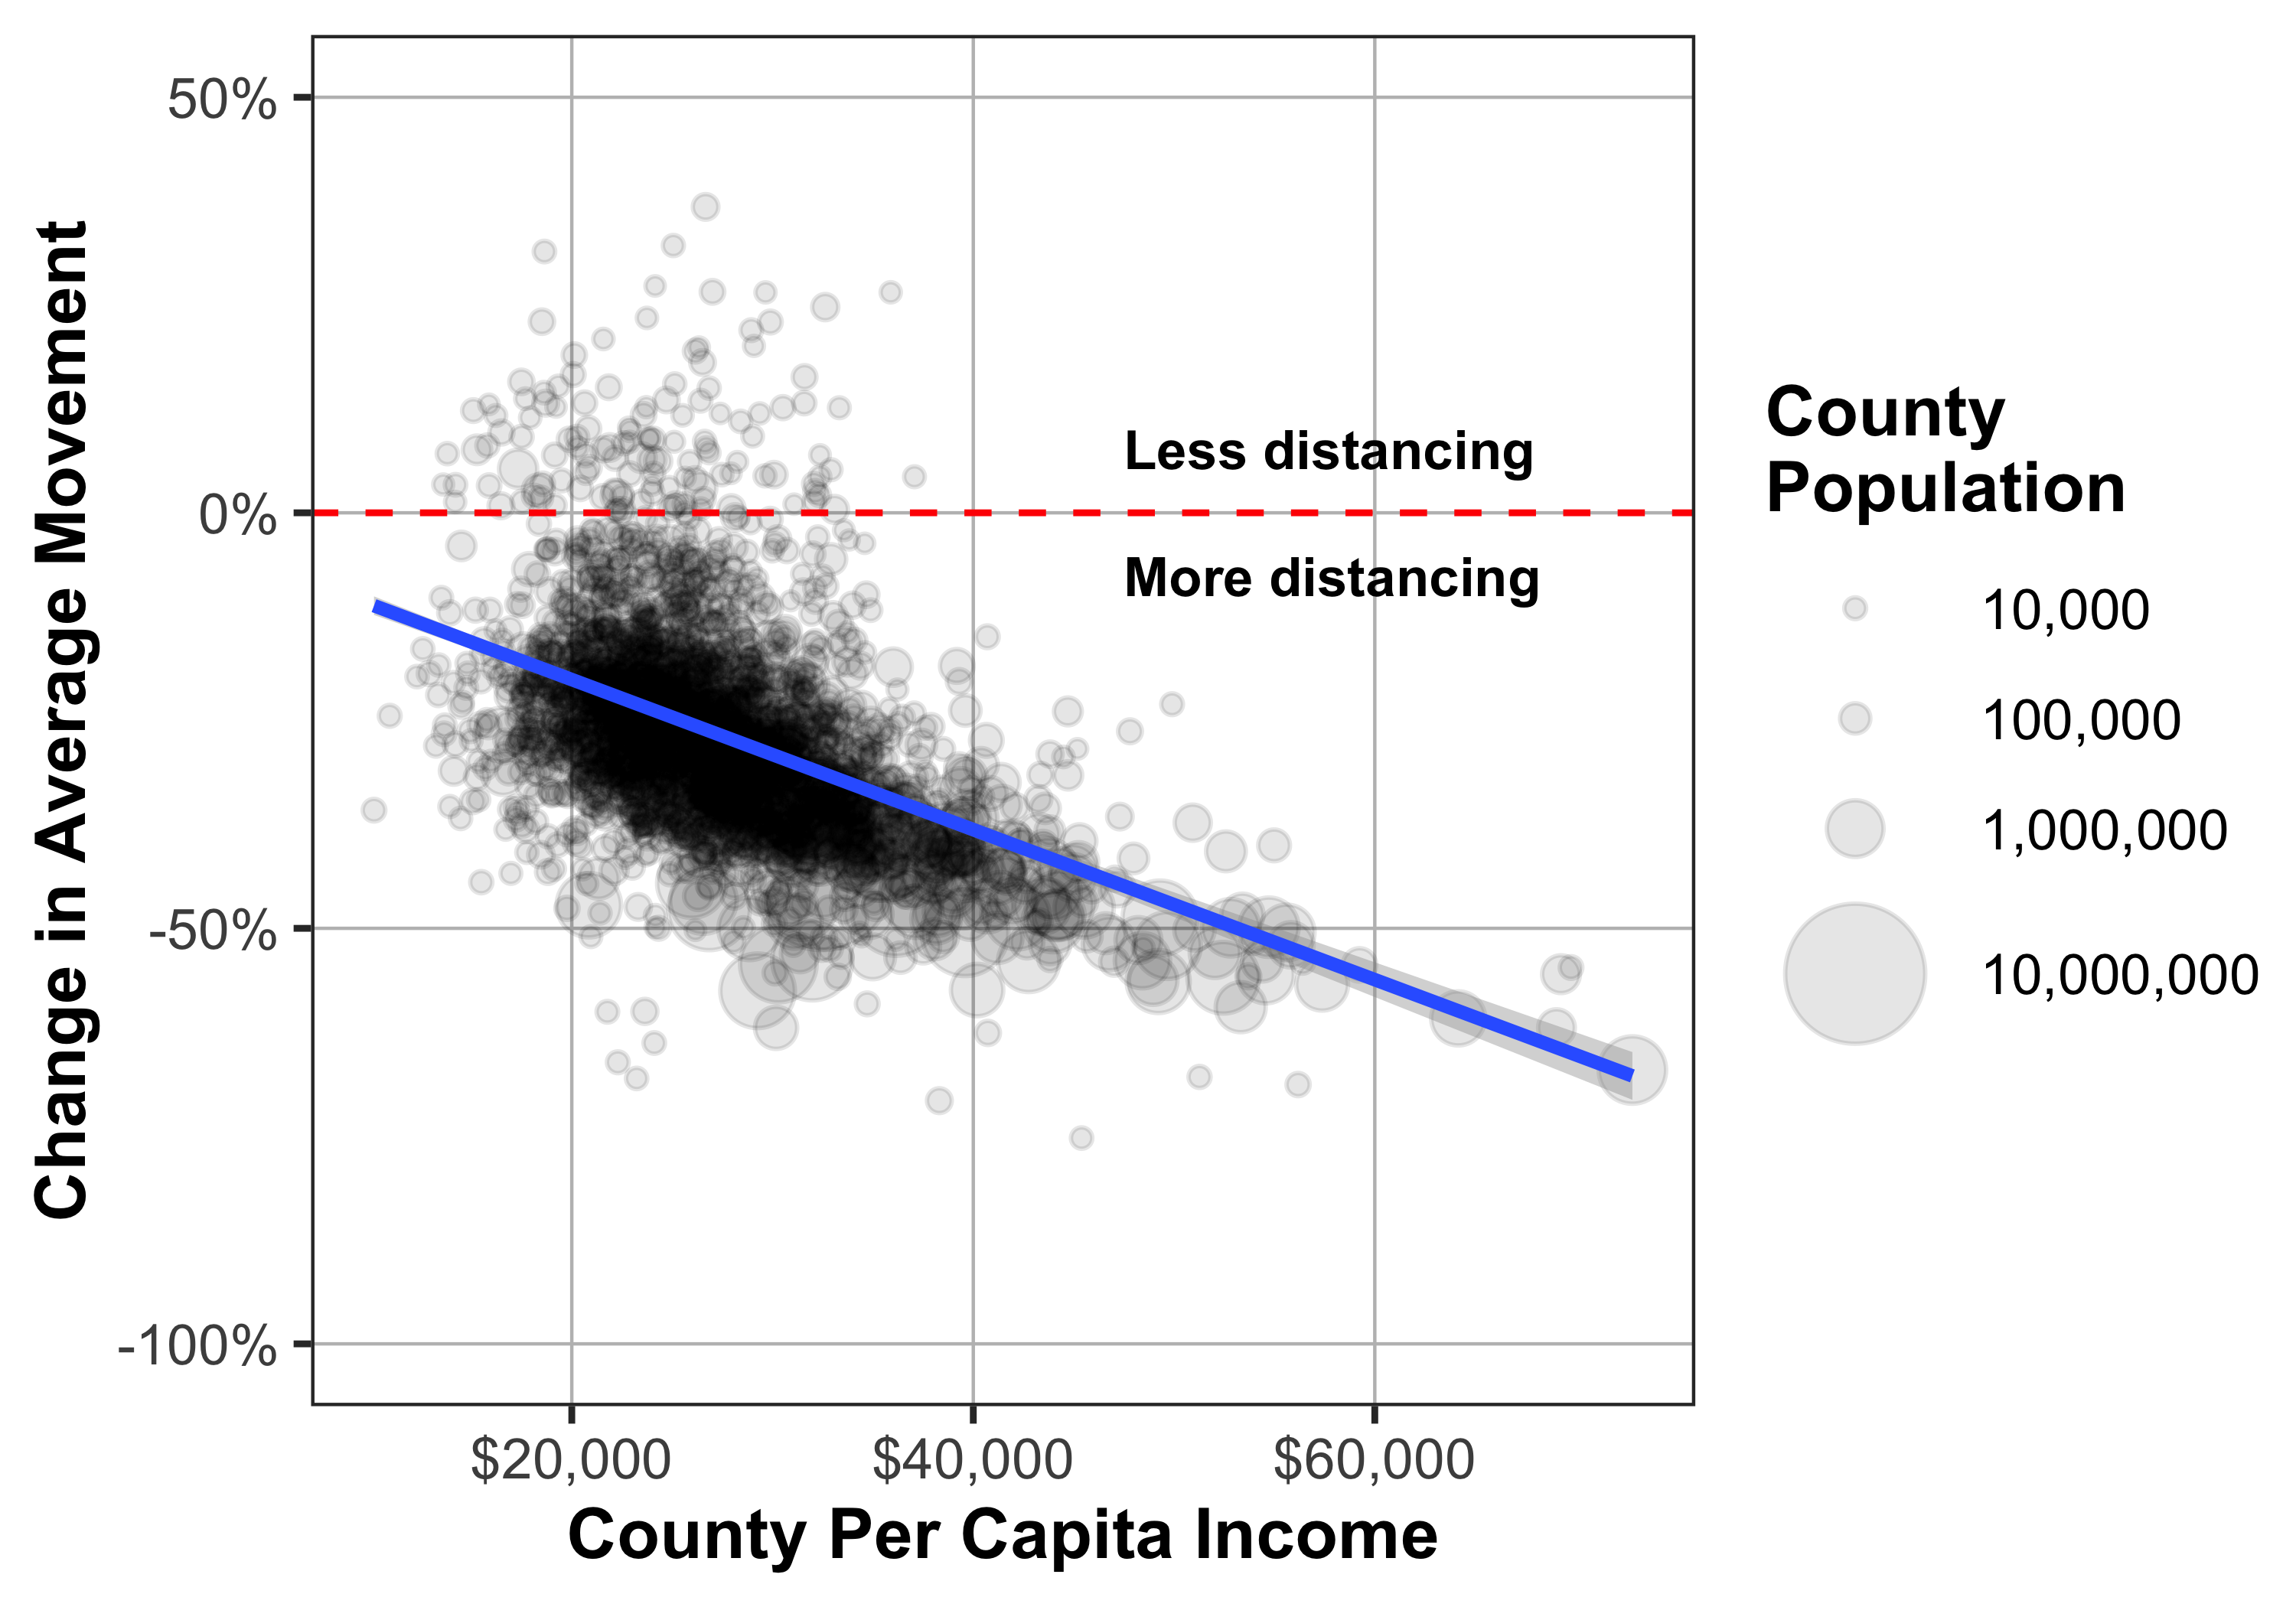 Change in Average Movement
50%
0%
-50%
-100%
Less distancing
More distancing
$20,000
$40,000
$60,000
County Per Capita Income
County
Population
10,000
100,000
1,000,000
10,000,000